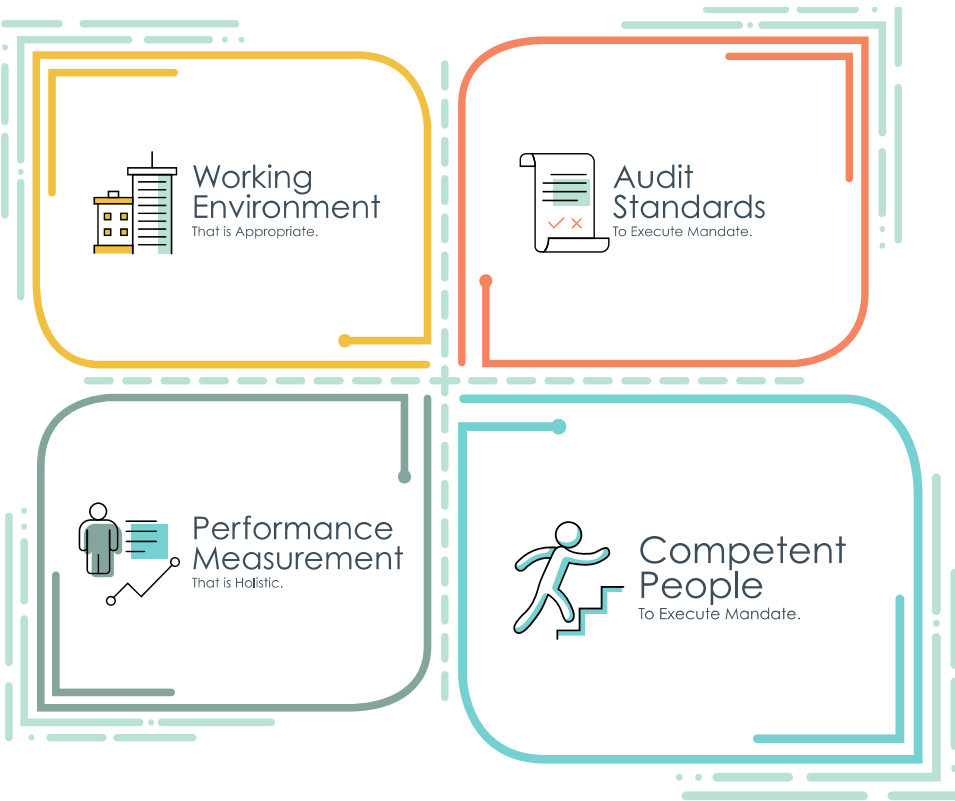 Working
Environment
That is Appropriate.
Audit
Standards
To Execute Mandate.
Performance
Measurement
That is Holistic.
Competent
People
To Execute Mandate.